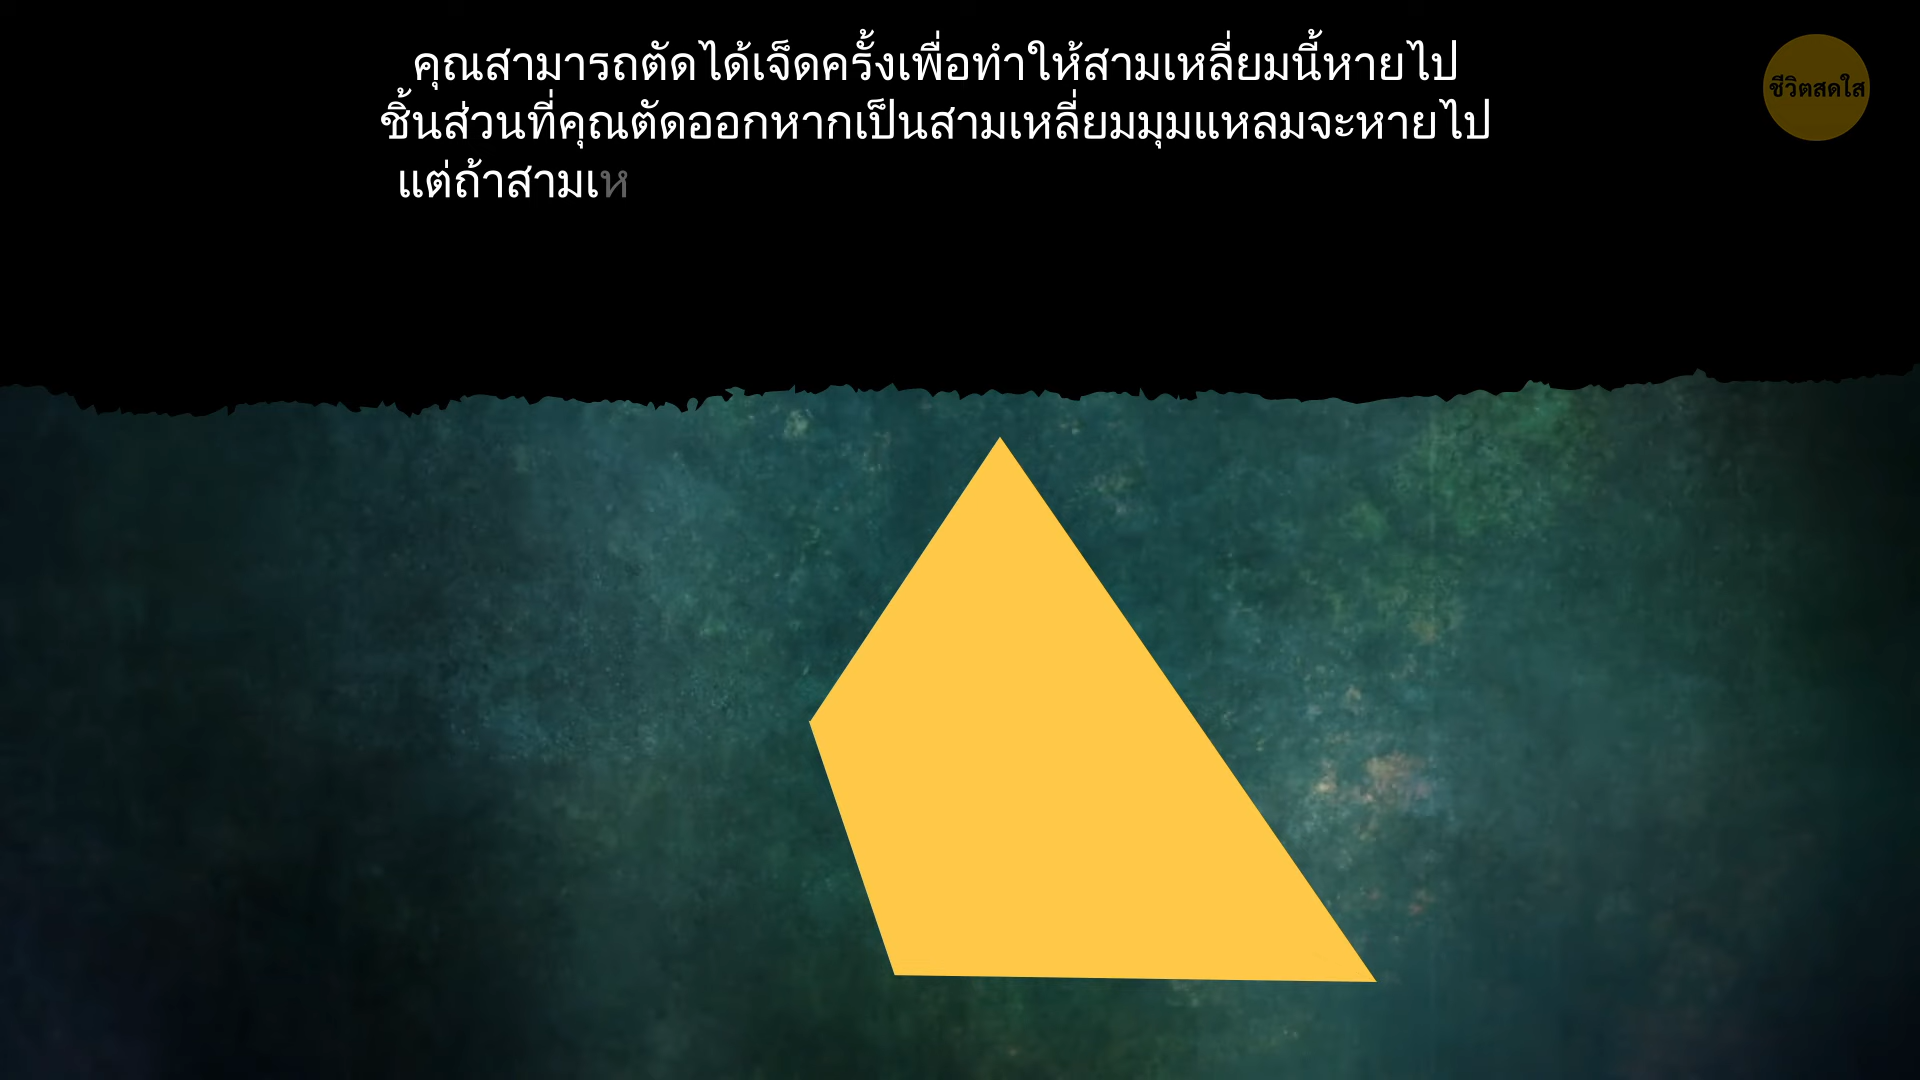 คุณสามารถตัดได้เจ็ดครั้งเพื่อทำให้สามเหลี่ยมนี้หายไป
ชีวิตสดใส
ชิ้นส่วนที่คุณตัดออกหากเป็นสามเหลี่ยมมุมแหลมจะหายไป
แต่ถ้าสามเห